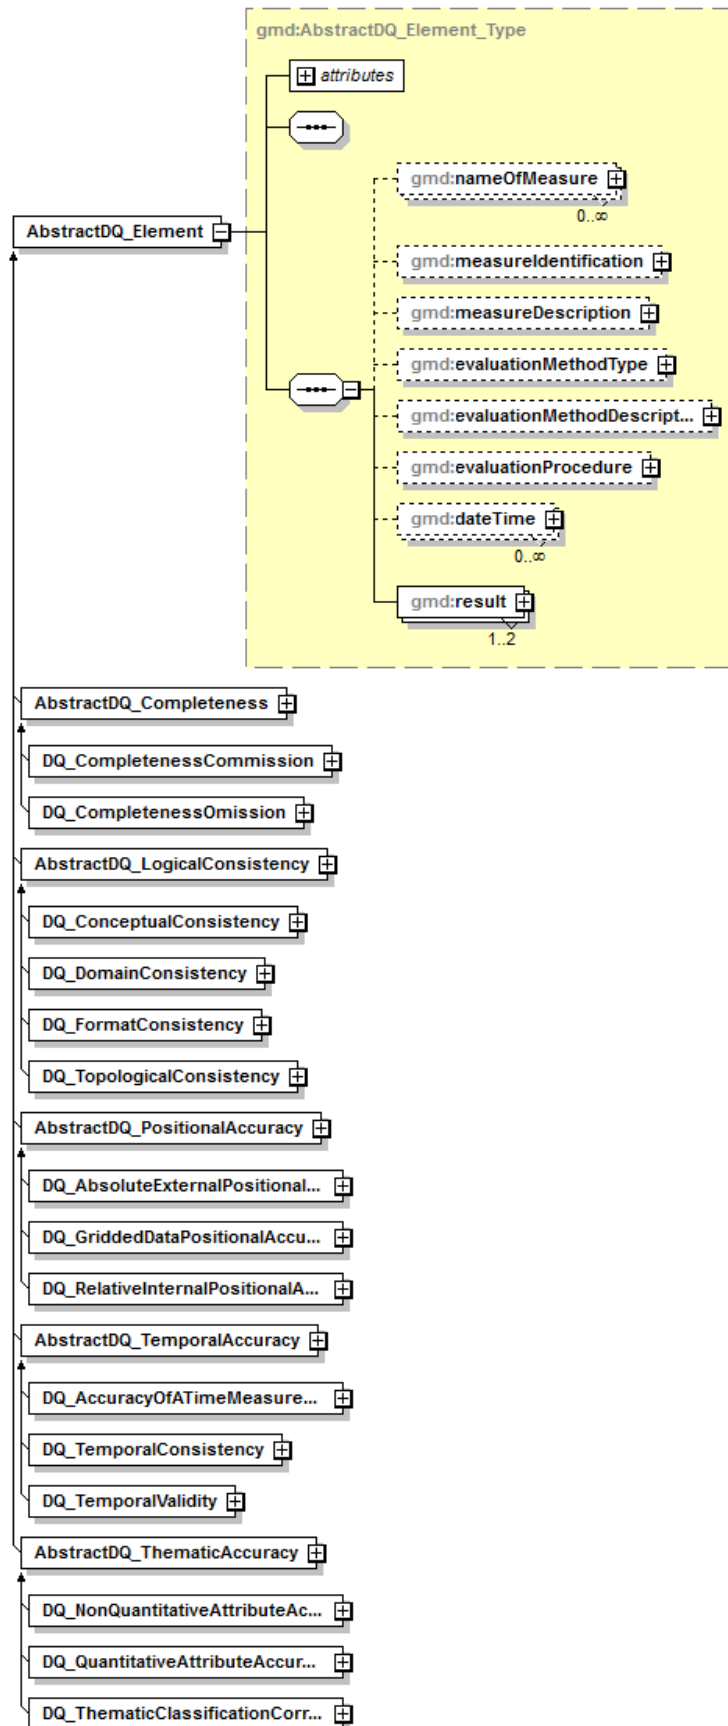 gmd:AbstractDQ_Element_Type
attributes
gmd:nameOfMeasure
0..∞
AbstractDQ_Element
gmd:measureIdentification
gmd:measureDescription
gmd:evaluationMethodType
gmd:evaluationMethodDescript...
gmd:evaluationProcedure
gmd:dateTime
0..∞
gmd:result
1..2
AbstractDQ_Completeness
DQ_CompletenessCommission
DQ_CompletenessOmission
AbstractDQ_LogicalConsistency
DQ_ConceptualConsistency
DQ_DomainConsistency
DQ_FormatConsistency
DQ_TopologicalConsistency
AbstractDQ_PositionalAccuracy
DQ_AbsoluteExternalPositional...
DQ_GriddedDataPositionalAccu...
DQ_RelativeInternalPositionalA...
AbstractDQ_TemporalAccuracy
DQ_AccuracyOfATimeMeasure...
DQ_TemporalConsistency
DQ_TemporalValidity
AbstractDQ_ThematicAccuracy
DQ_NonQuantitativeAttributeAc...
DQ_QuantitativeAttributeAccur...
DQ_ThematicClassificationCorr...